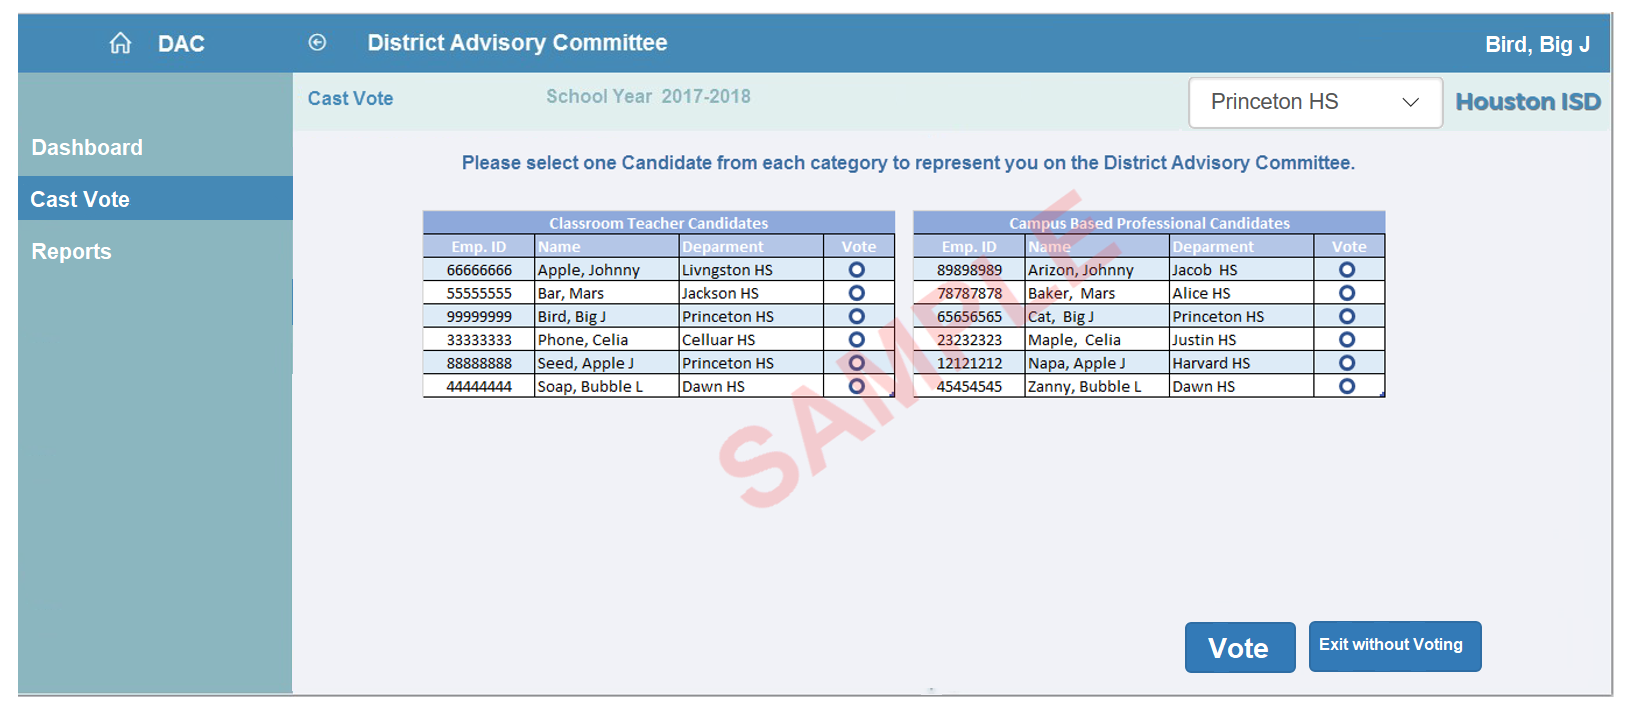 DAC District Advisory Committee Bird, Big J
Cast Vote School Year 2017-2018 Princeton HS Houston ISD
Dashboard
Cast Vote
Reports
Please select one Candidate from each category to represent you on the District Advisory Committee.
Classroom Teacher Candidates
Emp. ID Name Deparment Vote
66666666 Apple, Johnny Livngston HS
55555555 Bar, Mars Jackson HS
99999999 Bird, Big J Princeton HS
33333333 Phone, Celia Celluar HS
88888888 Seed, Apple J Princeton HS
44444444 Soap, Bubble L Dawn HS
Campus Based Professional Candidates
Emp. ID Name Deparment Vote
89898989 Arizon, Johnny Jacob HS
78787878 Baker, Mars Alice HS
65656565 Cat, Big J Princeton HS
23232323 Maple, Celia Justin HS
12121212 Napa, Apple J Harvard HS
45454545 Zanny, Bubble L Dawn HS
SAMPLE
Vote Exit without Voting